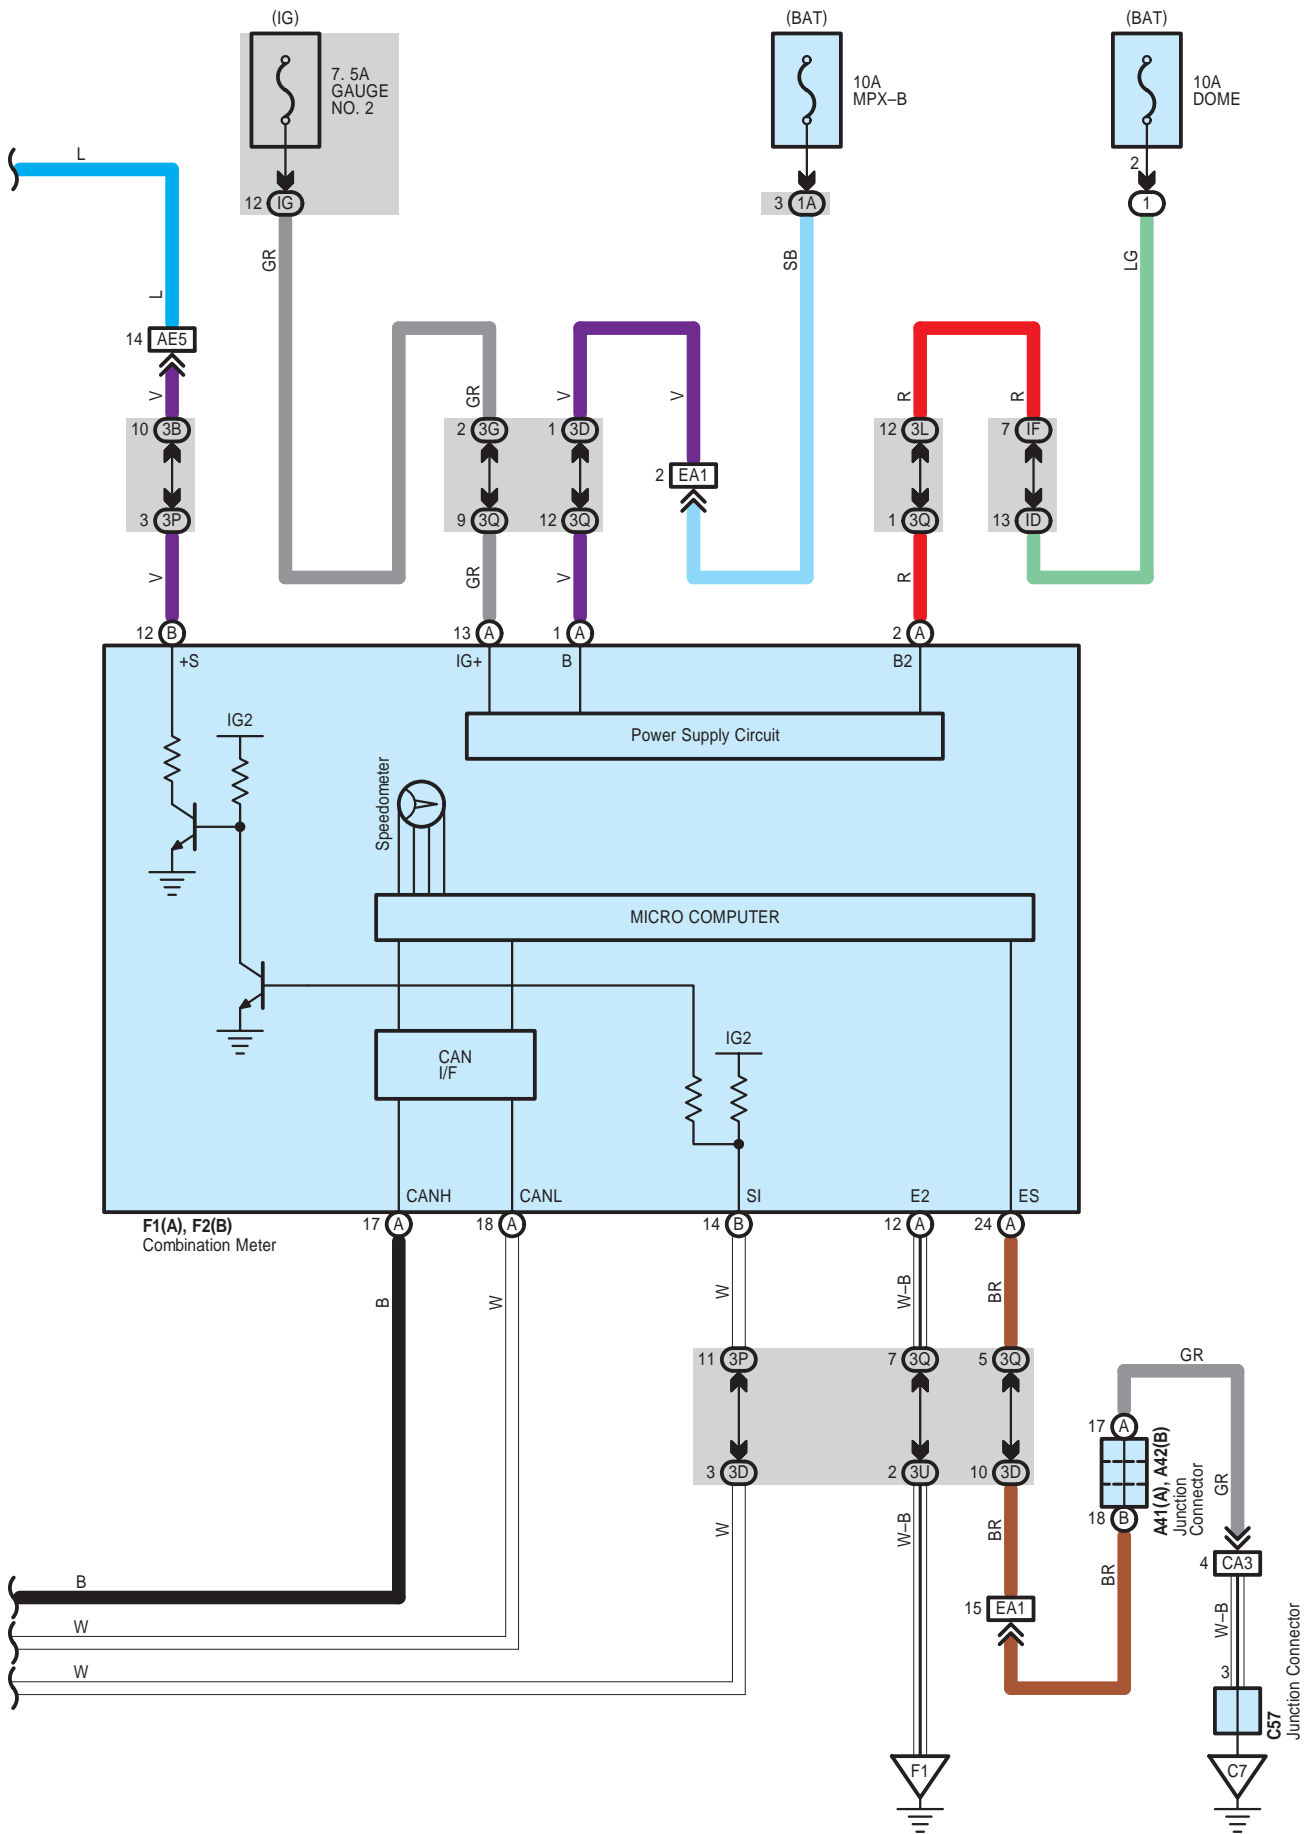 (IG)
(BAT)
(BAT)
7. 5A
GAUGE
NO. 2
10A
MPX–B
10A
DOME
L
2
12 IG
3 1A
1
GR
SB
LG
L
14 AE5
V
GR
V
V
R
R
10 3B
2 3G
1 3D
12 3L
7 IF
2 EA1
3 3P
9 3Q
12 3Q
1 3Q
13 ID
V
GR
V
R
12 B
13 A
1 A
2 A
+S
IG+
B
B2
IG2
Power Supply Circuit
Speedometer
MICRO COMPUTER
CAN
I/F
IG2
CANH
CANL
SI
E2
ES
F1(A), F2(B)
Combination Meter
17 A
18 A
14 B
12 A
24 A
B
W
W
W–B
BR
11 3P
7 3Q
5 3Q
GR
17 A
A41(A), A42(B)
Junction
Connector
GR
3 3D
2 3U
10 3D
18 B
W
W–B
BR
4 CA3
BR
B
15 EA1
W
W–B
W
3
C57
Junction Connector
F1
C7